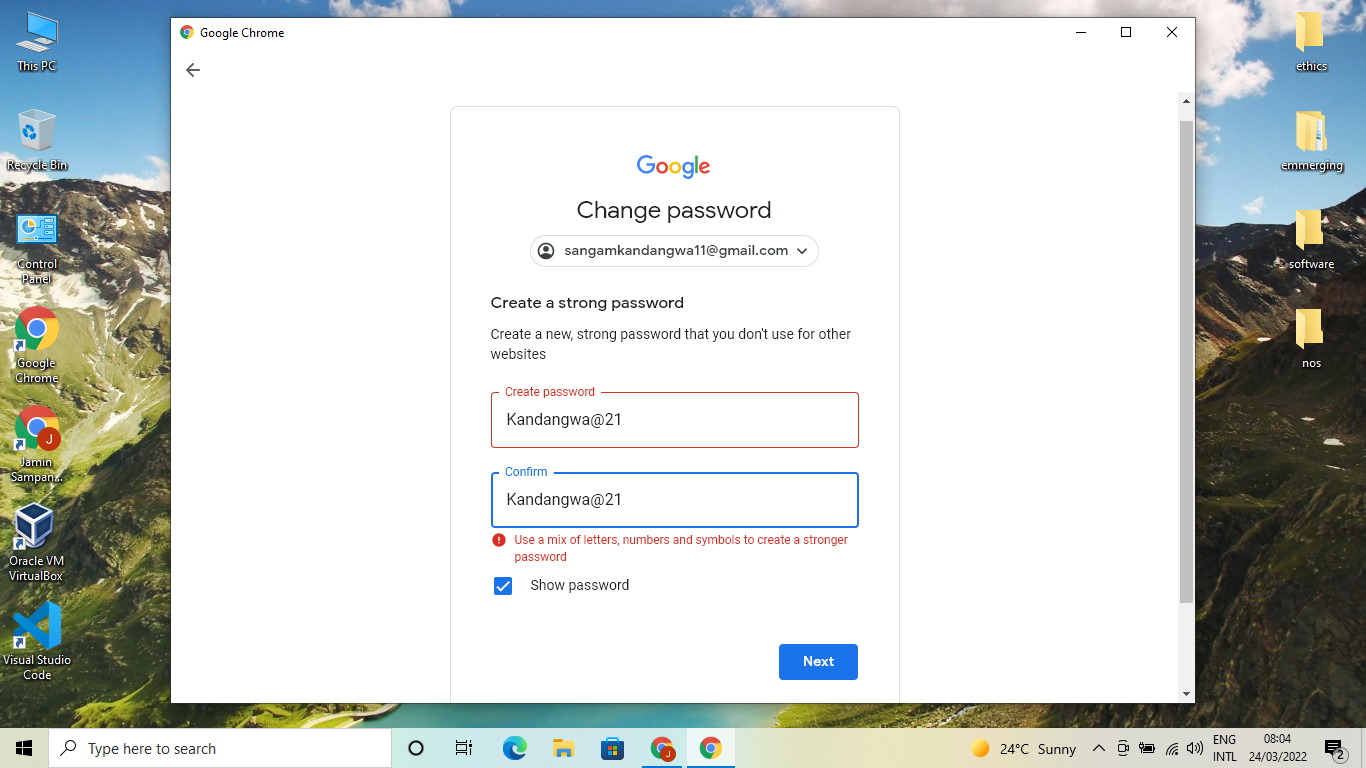 Google Chrome
Google
Change password
sangamkandangwa11@gmail.com
Create a strong password
Create a new, strong password that you don't use for other
websites
Create password
Kandangwa@21
Confirm
Kandangwa@21
Use a mix of letters, numbers and symbols to create a stronger
password
Show password
Next
This PC
Recycle Bin
Control
Panel
Google
Chrome
J
Jamin
Sampan...
Oracle VM
VirtualBox
Visual Studio
Code
ethics
emmerging
software
nos
Type here to search
J
24°C Sunny
ENG
INTL
08:04
24/03/2022
2